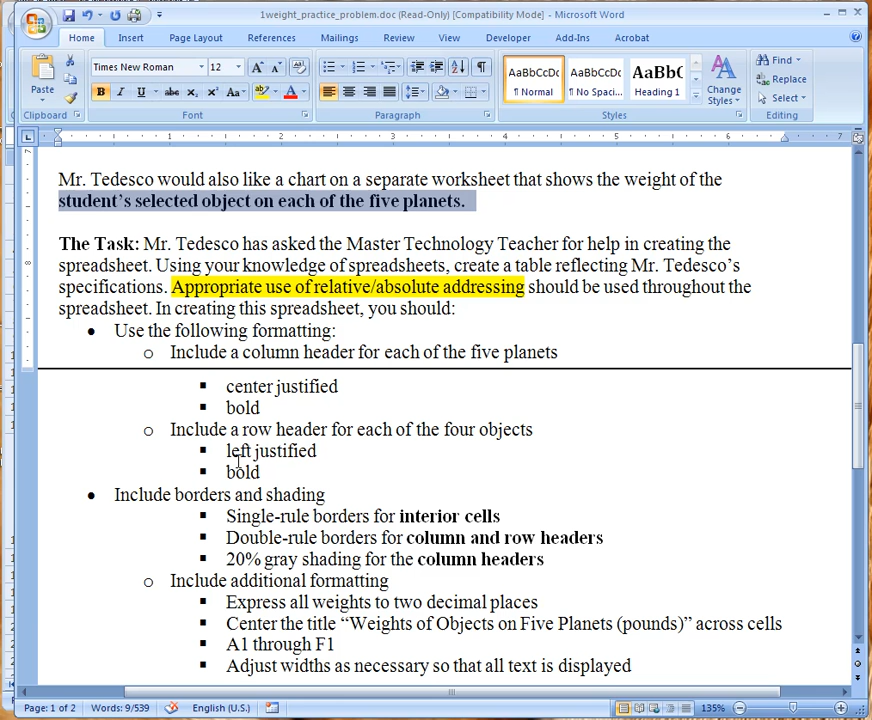 1weight_practice_problem.doc (Read-Only) [Compatibility Mode] - Microsoft Word
Home Insert Page Layout References Mailings Review View Developer Add-Ins Acrobat
Paste
Times New Roman 12
AaBbCcDc AaBbCcDc AaBbC
¶ Normal ¶ No Spaci... Heading 1
Change Styles
Find
Replace
Select
Clipboard Font Paragraph Styles Editing
1 2 3 4 5 6 7
Mr. Tedesco would also like a chart on a separate worksheet that shows the weight of the
student’s selected object on each of the five planets.
The Task: Mr. Tedesco has asked the Master Technology Teacher for help in creating the
spreadsheet. Using your knowledge of spreadsheets, create a table reflecting Mr. Tedesco’s
specifications. Appropriate use of relative/absolute addressing should be used throughout the
spreadsheet. In creating this spreadsheet, you should:
• Use the following formatting:
o Include a column header for each of the five planets
▪ center justified
▪ bold
o Include a row header for each of the four objects
▪ left justified
▪ bold
• Include borders and shading
▪ Single-rule borders for interior cells
▪ Double-rule borders for column and row headers
▪ 20% gray shading for the column headers
o Include additional formatting
▪ Express all weights to two decimal places
▪ Center the title “Weights of Objects on Five Planets (pounds)” across cells
▪ A1 through F1
▪ Adjust widths as necessary so that all text is displayed
Page: 1 of 2 Words: 9/539 English (U.S.) 135%